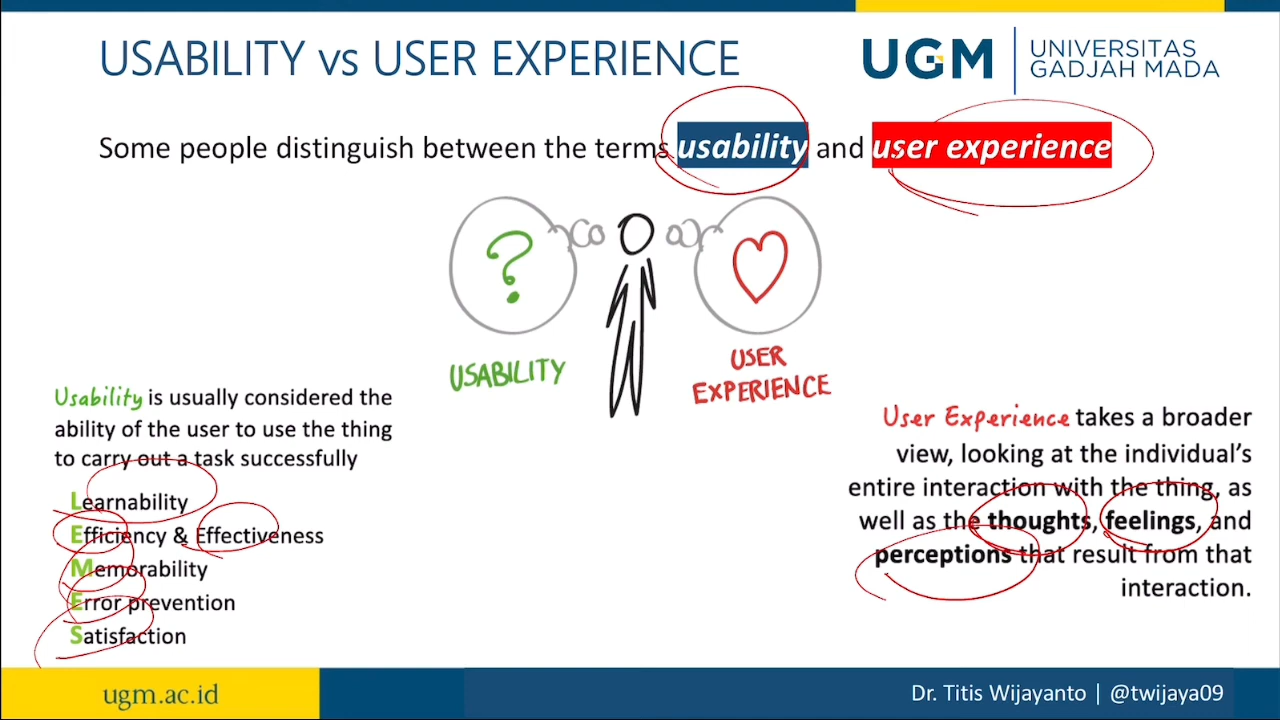 USABILITY vs USER EXPERIENCE
UGM
UNIVERSITAS
GADJAH MADA
Some people distinguish between the terms usability and user experience
USABILITY
USER
EXPERIENCE
Usability is usually considered the
ability of the user to use the thing
to carry out a task successfully
Learnability
Efficiency & Effectiveness
Memorability
Error prevention
Satisfaction
User Experience takes a broader
view, looking at the individual's
entire interaction with the thing, as
well as the thoughts, feelings, and
perceptions that result from that
interaction.
ugm.ac.id
Dr. Titis Wijayanto | @twijaya09